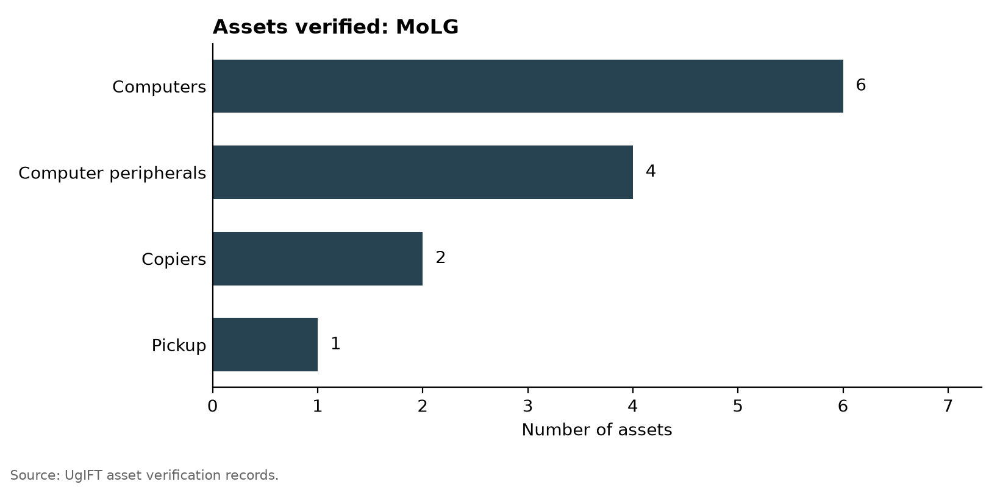 Assets verified: MoLG
Computers
6
Computer peripherals
4
Copiers
2
Pickup
1
0 1 2 3 4 5 6 7
Number of assets
Source: UgIFT asset verification records.